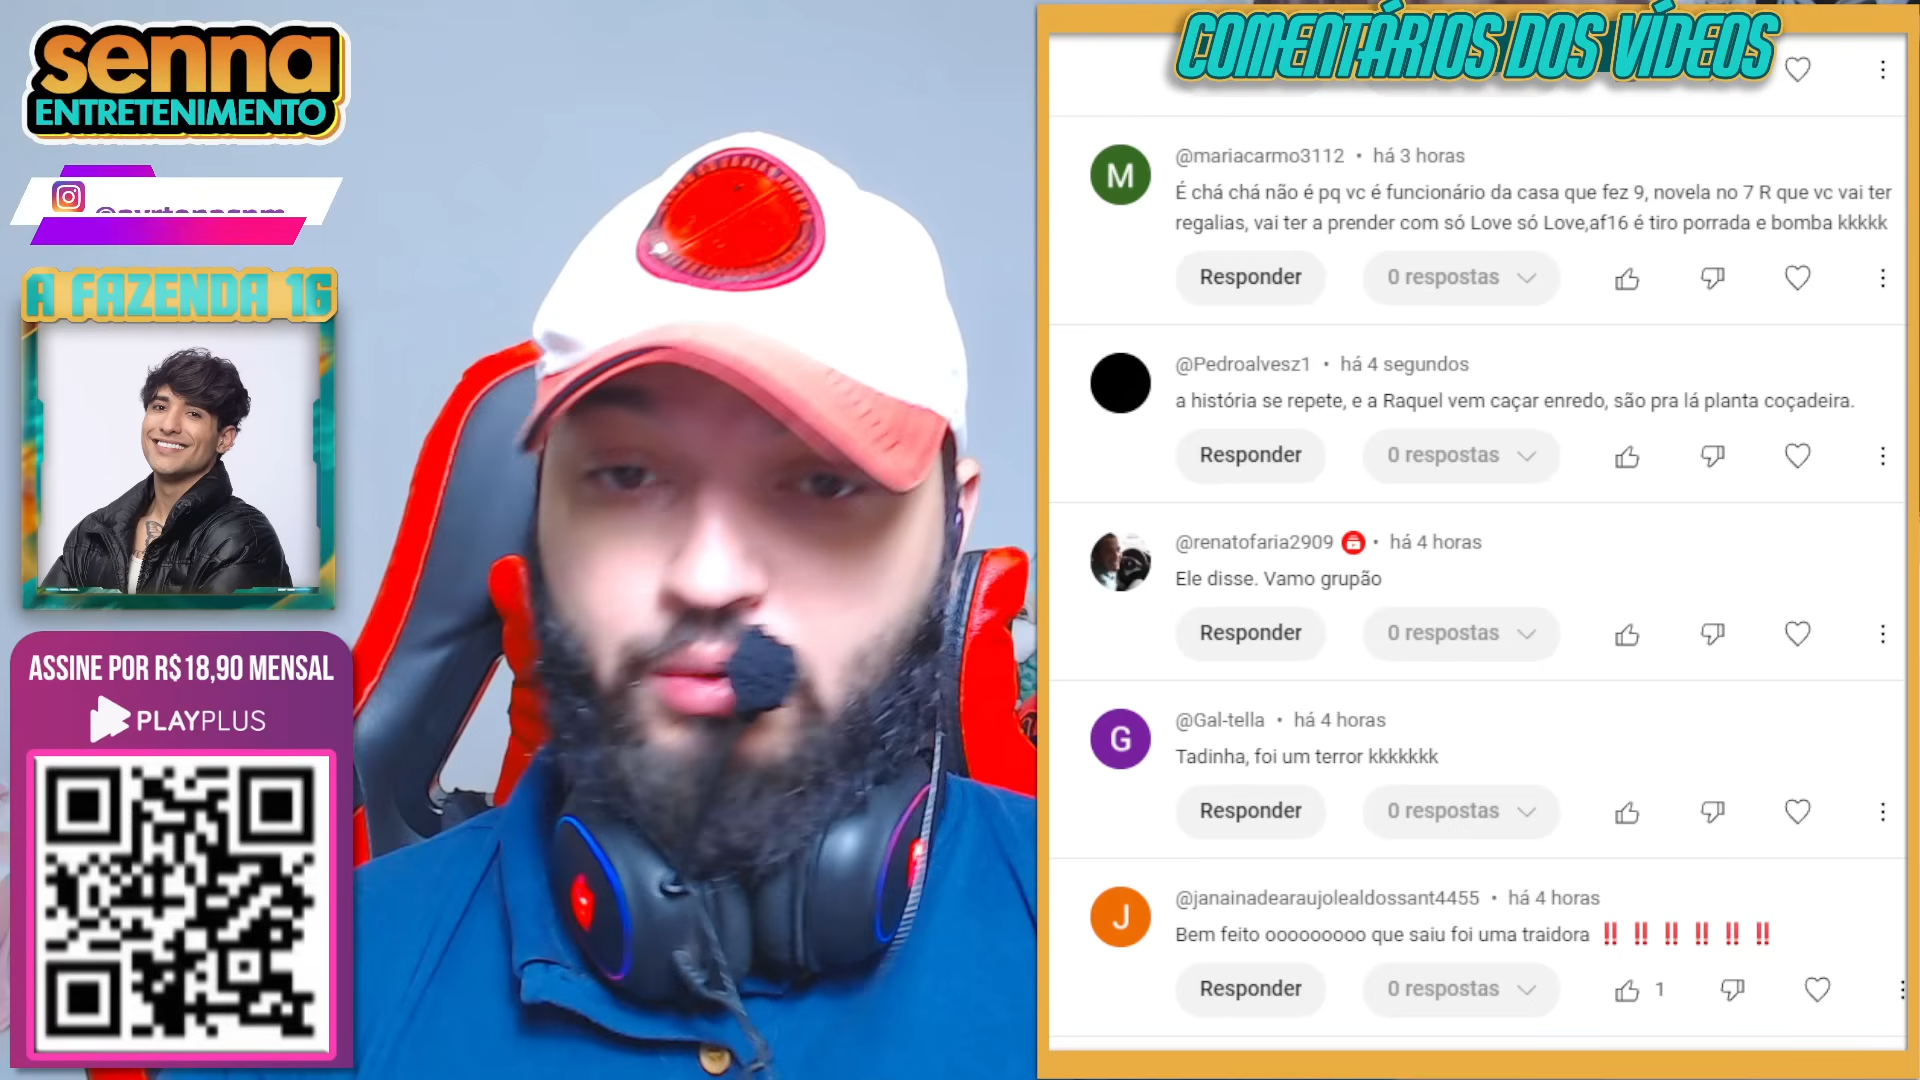 senna
ENTRETENIMENTO
A FAZENDA 16
ASSINE POR R$18,90 MENSAL
PLAYPLUS
COMENTÁRIOS DOS VÍDEOS
M
@mariacarmo3112 • há 3 horas
É chá chá não é pq vc é funcionário da casa que fez 9, novela no 7 R que vc vai ter
regalias, vai ter a prender com só Love só Love,af16 é tiro porrada e bomba kkkkk
Responder 0 respostas
@Pedroalvesz1 • há 4 segundos
a história se repete, e a Raquel vem caçar enredo, são pra lá planta coçadeira.
Responder 0 respostas
@renatofaria2909 • há 4 horas
Ele disse. Vamo grupão
Responder 0 respostas
G
@Gal-tella • há 4 horas
Tadinha, foi um terror kkkkkkk
Responder 0 respostas
J
@janainadearaujolealdossant4455 • há 4 horas
Bem feito ooooooooo que saiu foi uma traidora ‼️ ‼️ ‼️ ‼️ ‼️ ‼️
Responder 0 respostas 1